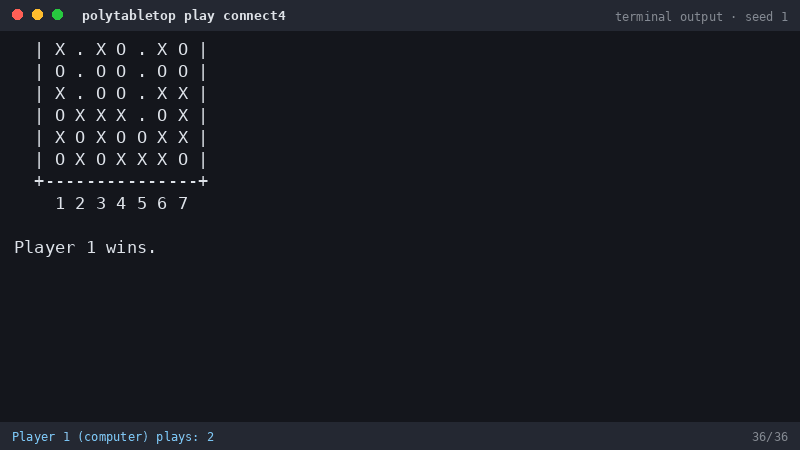 polytabletop play connect4
terminal output · seed 1
| X . X O . X O |
| O . O O . O O |
| X . O O . X X |
| O X X X . O X |
| X O X O O X X |
| O X O X X X O |
+---------------+
1 2 3 4 5 6 7
Player 1 wins.
Player 1 (computer) plays: 2
36/36